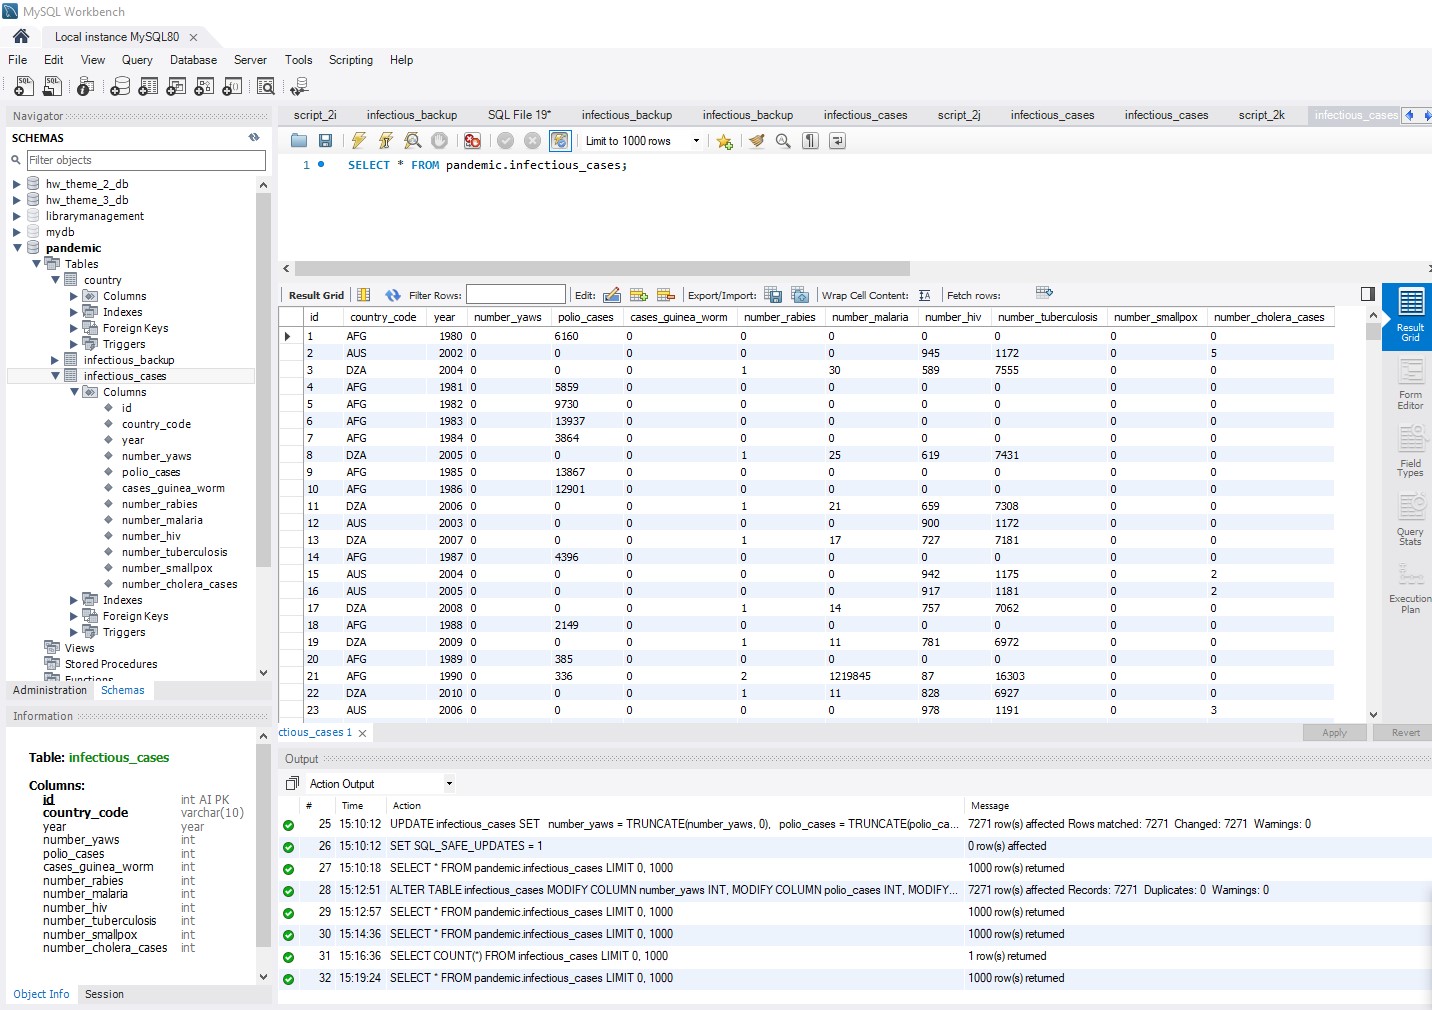 MySQL Workbench
Local instance MySQL80
File Edit View Query Database Server Tools Scripting Help
Navigator
SCHEMAS
Filter objects
hw_theme_2_db
hw_theme_3_db
librarymanagement
mydb
pandemic
Tables
country
Columns
Indexes
Foreign Keys
Triggers
infectious_backup
infectious_cases
Columns
id
country_code
year
number_yaws
polio_cases
cases_guinea_worm
number_rabies
number_malaria
number_hiv
number_tuberculosis
number_smallpox
number_cholera_cases
Indexes
Foreign Keys
Triggers
Views
Stored Procedures
Functions
Administration Schemas
Information
Table: infectious_cases
Columns:
id int AI PK
country_code varchar(10)
year year
number_yaws int
polio_cases int
cases_guinea_worm int
number_rabies int
number_malaria int
number_hiv int
number_tuberculosis int
number_smallpox int
number_cholera_cases int
Object Info Session
script_2i infectious_backup SQL File 19* infectious_backup infectious_backup infectious_cases script_2j infectious_cases infectious_cases script_2k infectious_cases
Limit to 1000 rows
1 SELECT * FROM pandemic.infectious_cases;
Result Grid Filter Rows: Edit: Export/Import: Wrap Cell Content: Fetch rows:
id country_code year number_yaws polio_cases cases_guinea_worm number_rabies number_malaria number_hiv number_tuberculosis number_smallpox number_cholera_cases
1 AFG 1980 0 6160 0 0 0 0 0 0 0
2 AUS 2002 0 0 0 0 0 945 1172 0 5
3 DZA 2004 0 0 0 1 30 589 7555 0 0
4 AFG 1981 0 5859 0 0 0 0 0 0 0
5 AFG 1982 0 9730 0 0 0 0 0 0 0
6 AFG 1983 0 13937 0 0 0 0 0 0 0
7 AFG 1984 0 3864 0 0 0 0 0 0 0
8 DZA 2005 0 0 0 1 25 619 7431 0 0
9 AFG 1985 0 13867 0 0 0 0 0 0 0
10 AFG 1986 0 12901 0 0 0 0 0 0 0
11 DZA 2006 0 0 0 1 21 659 7308 0 0
12 AUS 2003 0 0 0 0 0 900 1172 0 0
13 DZA 2007 0 0 0 1 17 727 7181 0 0
14 AFG 1987 0 4396 0 0 0 0 0 0 0
15 AUS 2004 0 0 0 0 0 942 1175 0 2
16 AUS 2005 0 0 0 0 0 917 1181 0 2
17 DZA 2008 0 0 0 1 14 757 7062 0 0
18 AFG 1988 0 2149 0 0 0 0 0 0 0
19 DZA 2009 0 0 0 1 11 781 6972 0 0
20 AFG 1989 0 385 0 0 0 0 0 0 0
21 AFG 1990 0 336 0 2 1219845 87 16303 0 0
22 DZA 2010 0 0 0 1 11 828 6927 0 0
23 AUS 2006 0 0 0 0 0 978 1191 0 3
Result Grid
Form Editor
Field Types
Query Stats
Execution Plan
ctious_cases 1 Apply Revert
Output
Action Output
# Time Action Message
25 15:10:12 UPDATE infectious_cases SET number_yaws = TRUNCATE(number_yaws, 0), polio_cases = TRUNCATE(polio_ca... 7271 row(s) affected Rows matched: 7271 Changed: 7271 Warnings: 0
26 15:10:12 SET SQL_SAFE_UPDATES = 1 0 row(s) affected
27 15:10:18 SELECT * FROM pandemic.infectious_cases LIMIT 0, 1000 1000 row(s) returned
28 15:12:51 ALTER TABLE infectious_cases MODIFY COLUMN number_yaws INT, MODIFY COLUMN polio_cases INT, MODIFY... 7271 row(s) affected Records: 7271 Duplicates: 0 Warnings: 0
29 15:12:57 SELECT * FROM pandemic.infectious_cases LIMIT 0, 1000 1000 row(s) returned
30 15:14:36 SELECT * FROM pandemic.infectious_cases LIMIT 0, 1000 1000 row(s) returned
31 15:16:36 SELECT COUNT(*) FROM infectious_cases LIMIT 0, 1000 1 row(s) returned
32 15:19:24 SELECT * FROM pandemic.infectious_cases LIMIT 0, 1000 1000 row(s) returned